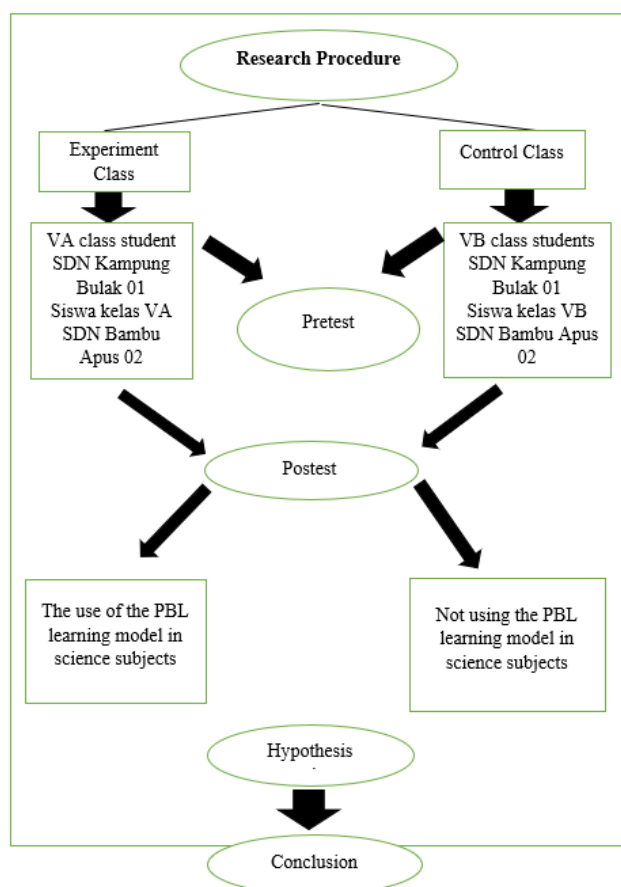 Research Procedure
Experiment
Class
Control Class
VA class student
SDN Kampung
Bulak 01
Siswa kelas VA
SDN Bambu
Apus 02
VB class students
SDN Kampung
Bulak 01
Siswa kelas VB
SDN Bambu Apus
02
Pretest
Postest
The use of the PBL
learning model in
science subjects
Not using the PBL
learning model in
science subjects
Hypothesis
.
Conclusion